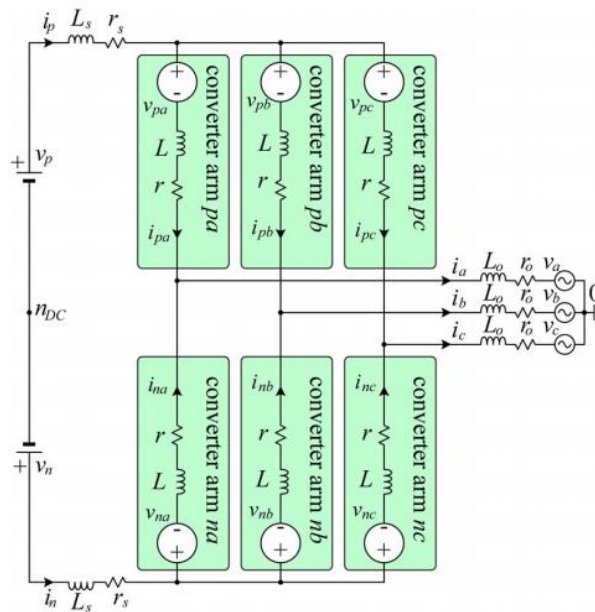 i_p L_s r_s
+ + +
- - -
v_pa v_pb v_pc
L L L
r r r
i_pa i_pb i_pc
converter arm pa
converter arm pb
converter arm pc
+ v_p
n_DC
i_a L_o r_o v_a
i_b L_o r_o v_b
i_c L_o r_o v_c
0
i_na i_nb i_nc
r r r
L L L
v_na v_nb v_nc
- - -
+ + +
converter arm na
converter arm nb
converter arm nc
+ v_n
i_n L_s r_s